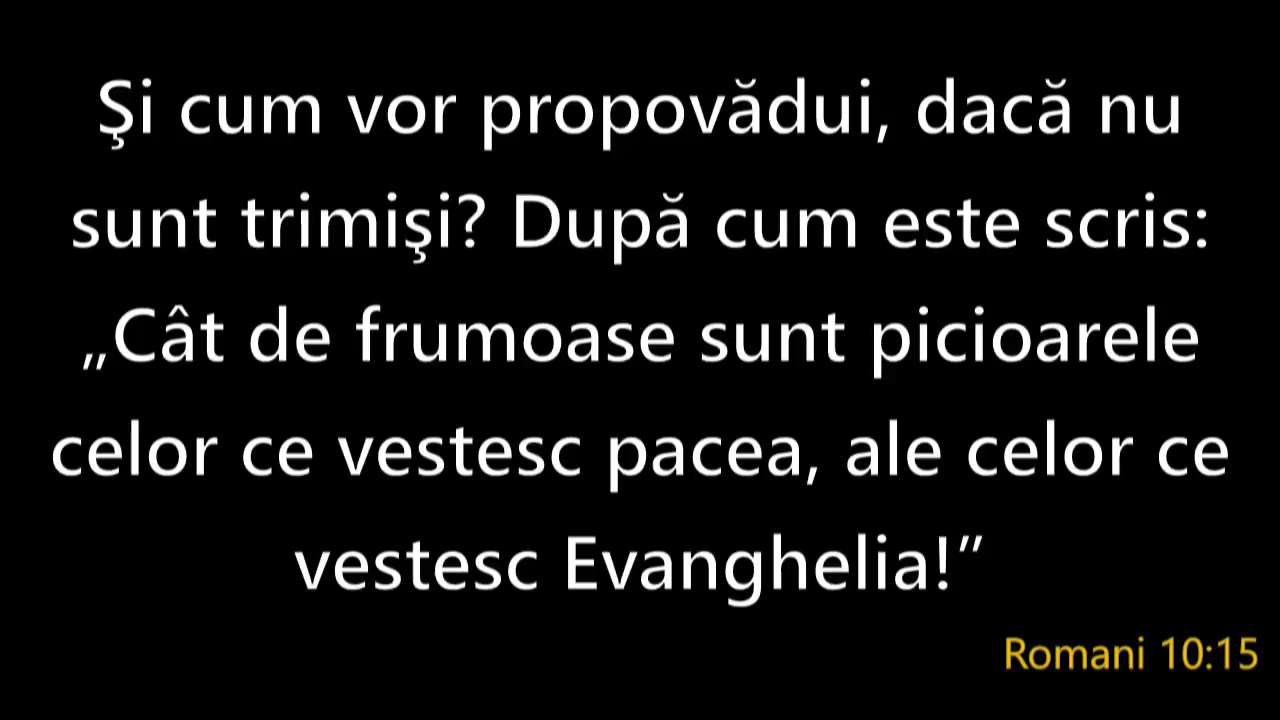 Şi cum vor propovădui, dacă nu
sunt trimişi? După cum este scris:
„Cât de frumoase sunt picioarele
celor ce vestesc pacea, ale celor ce
vestesc Evanghelia!”
Romani 10:15